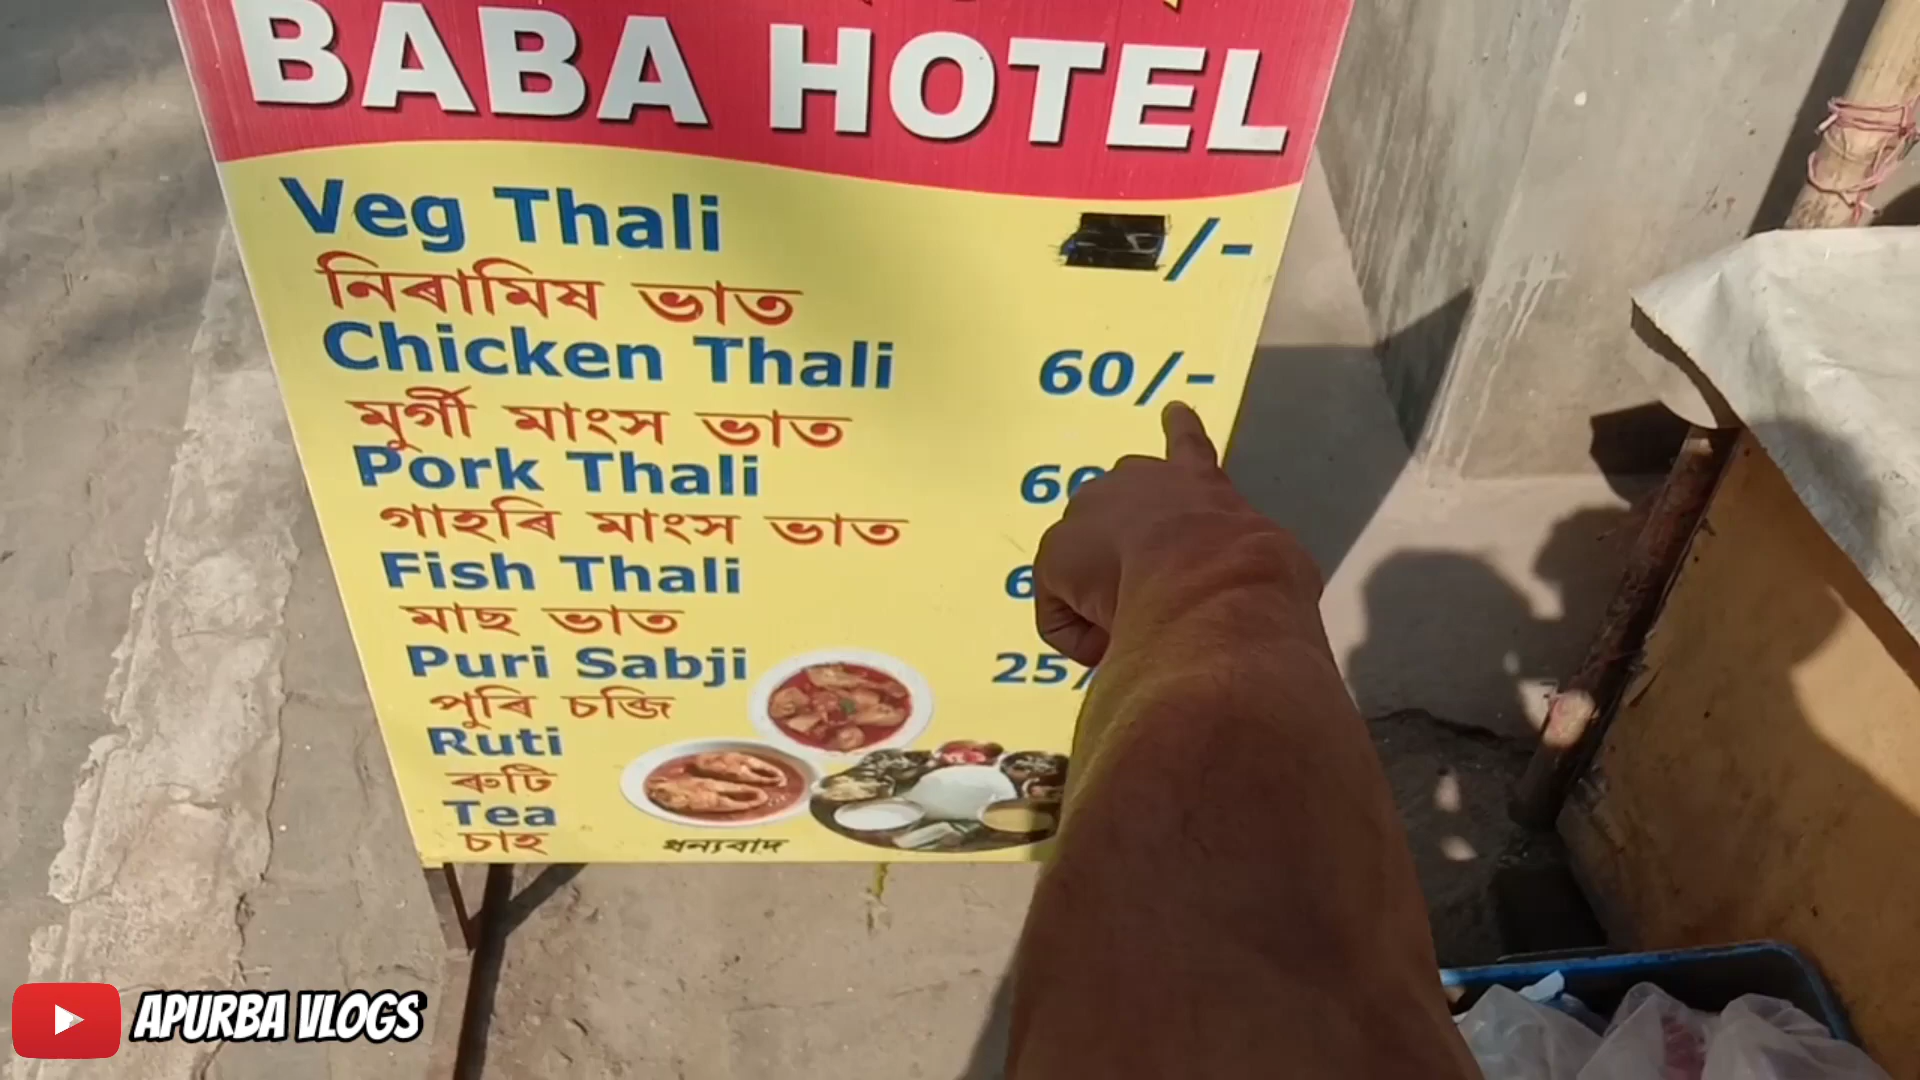 BABA HOTEL
Veg Thali /-
নিৰামিষ ভাত
Chicken Thali 60/-
মুৰ্গী মাংস ভাত
Pork Thali 60
গাহৰি মাংস ভাত
Fish Thali 6
মাছ ভাত
Puri Sabji 25/
পুৰি চব্জি
Ruti
ৰুটি
Tea
চাহ
ধন্যবাদ
APURBA VLOGS